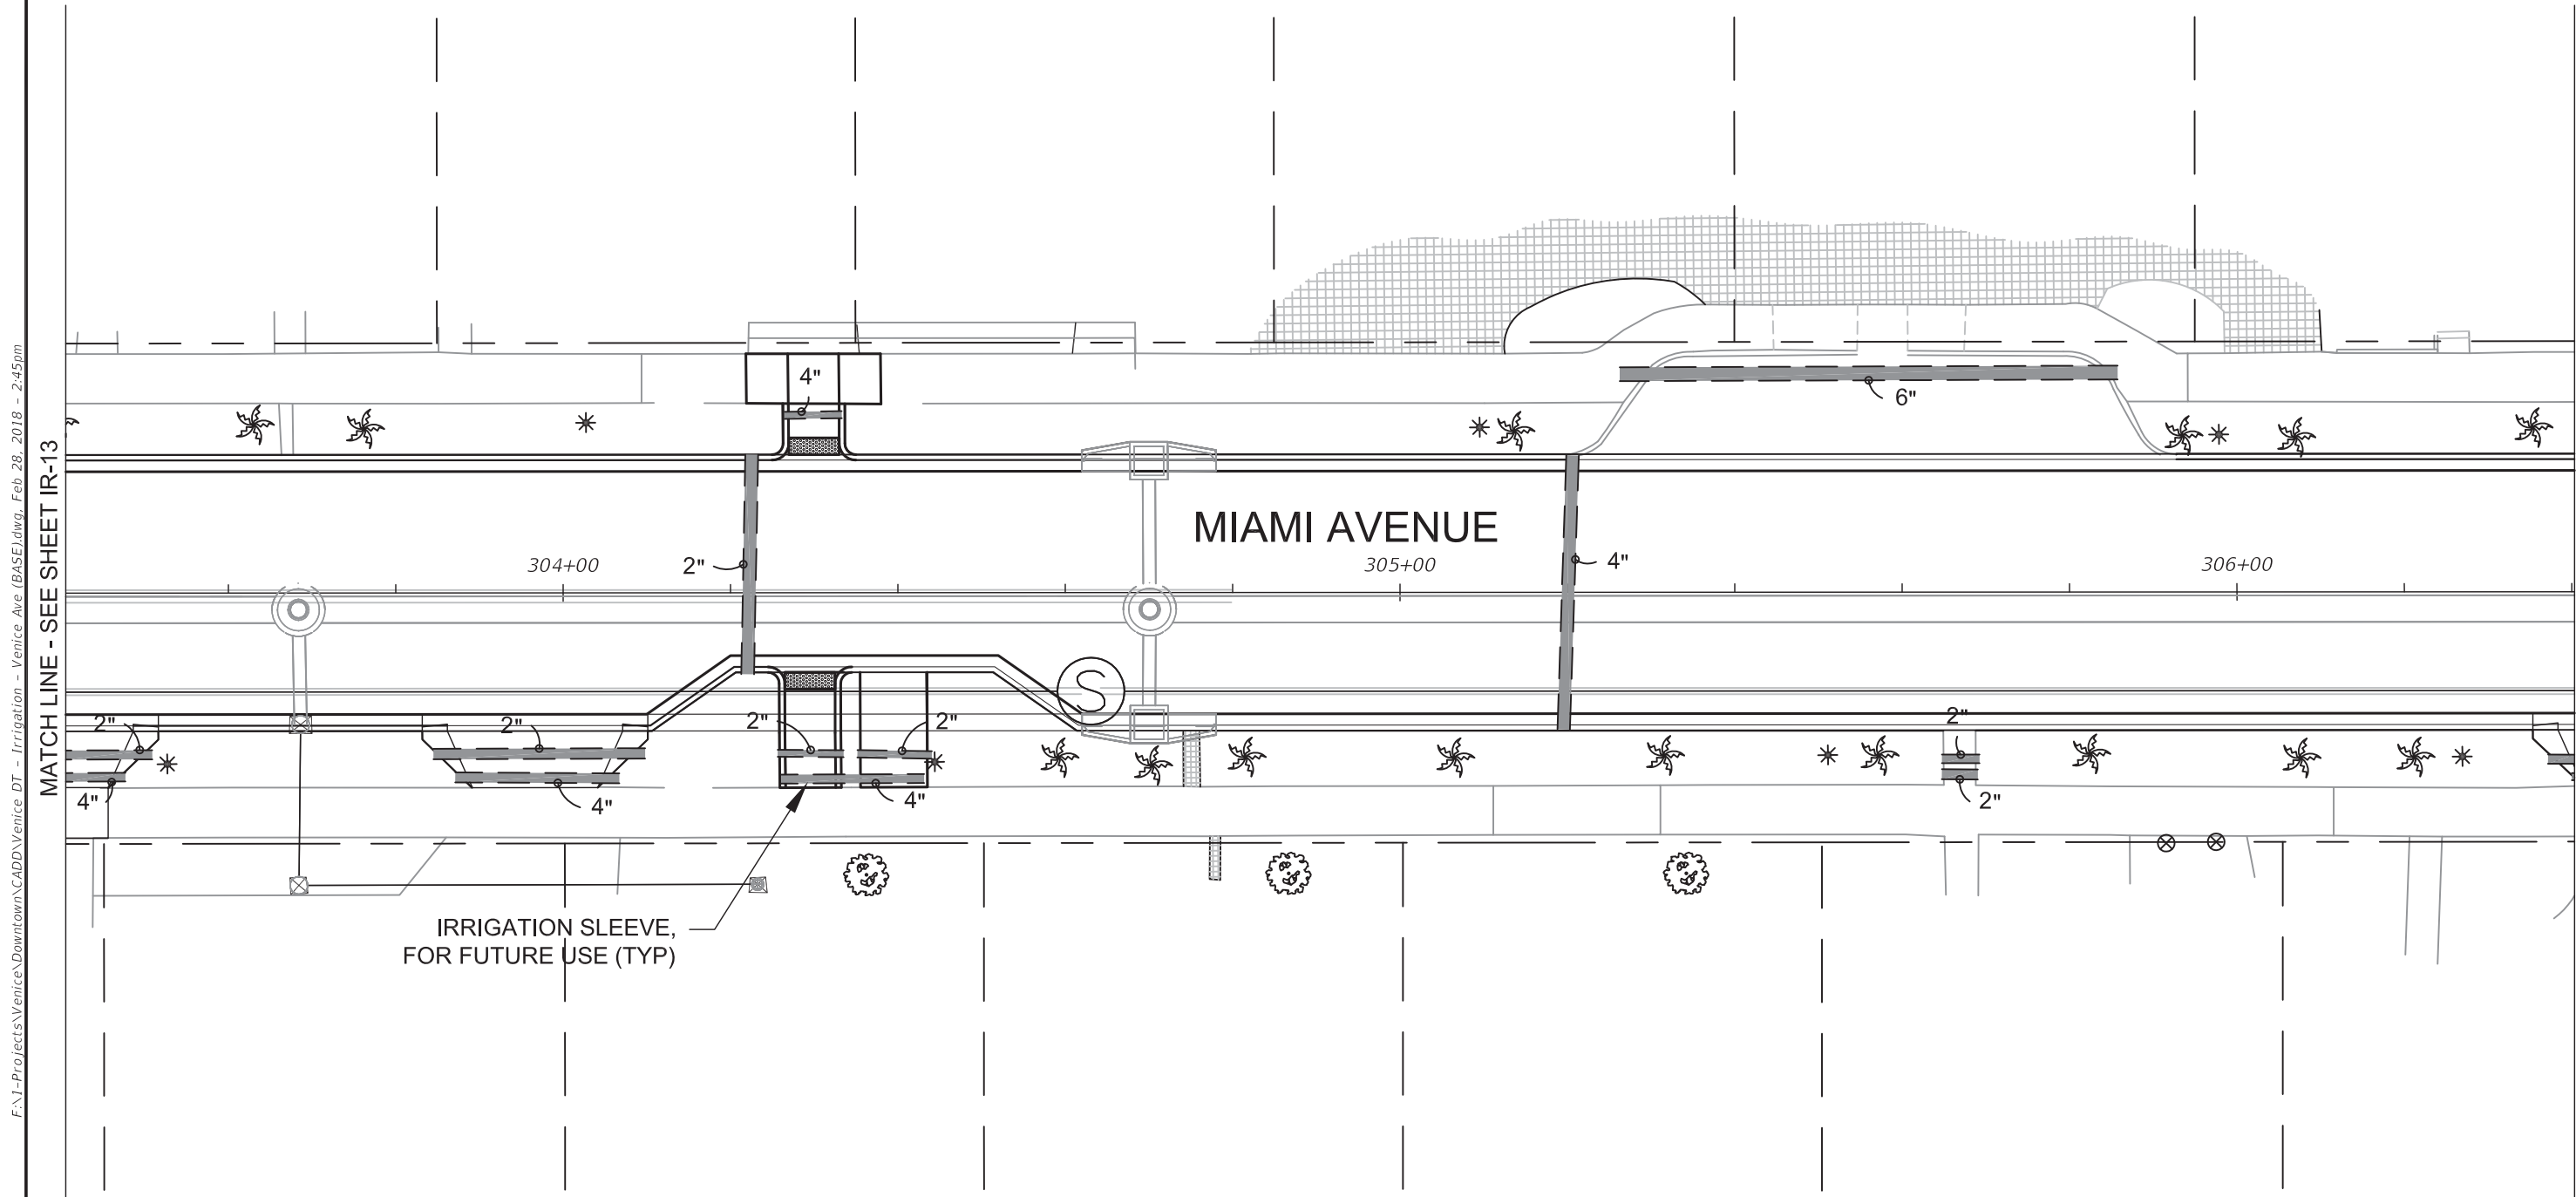 F:\1-Projects\Venice\Downtown\CADD\Venice DT - Irrigation - Venice Ave (BASE).dwg, Feb 28, 2018 - 2:45pm
MATCH LINE - SEE SHEET IR-13
4"
6"
MIAMI AVENUE
304+00
2"
305+00
4"
306+00
S
2"
2"
2"
2"
2"
4"
4"
4"
2"
IRRIGATION SLEEVE,
FOR FUTURE USE (TYP)